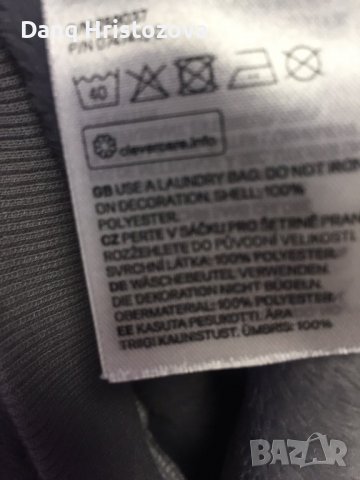 Dang Hristozova
P/N
40
clevercare.info
GB USE A LAUNDRY BAG. DO NOT IRON
ON DECORATION. SHELL: 100%
POLYESTER.
CZ PERTE V SÁČKU PRO ŠETRNÉ PRANÍ
ROZŽEHLETE DO PŮVODNÍ VELIKOSTI
SVRCHNÍ LÁTKA: 100% POLYESTER.
DE WÄSCHEBEUTEL VERWENDEN.
DIE DEKORATION NICHT BÜGELN.
OBERMATERIAL: 100% POLYESTER.
EE KASUTA PESUKOTTI. ÄRA
TRIIGI KAUNISTUST. ÜMBRIS: 100%
BAZAR